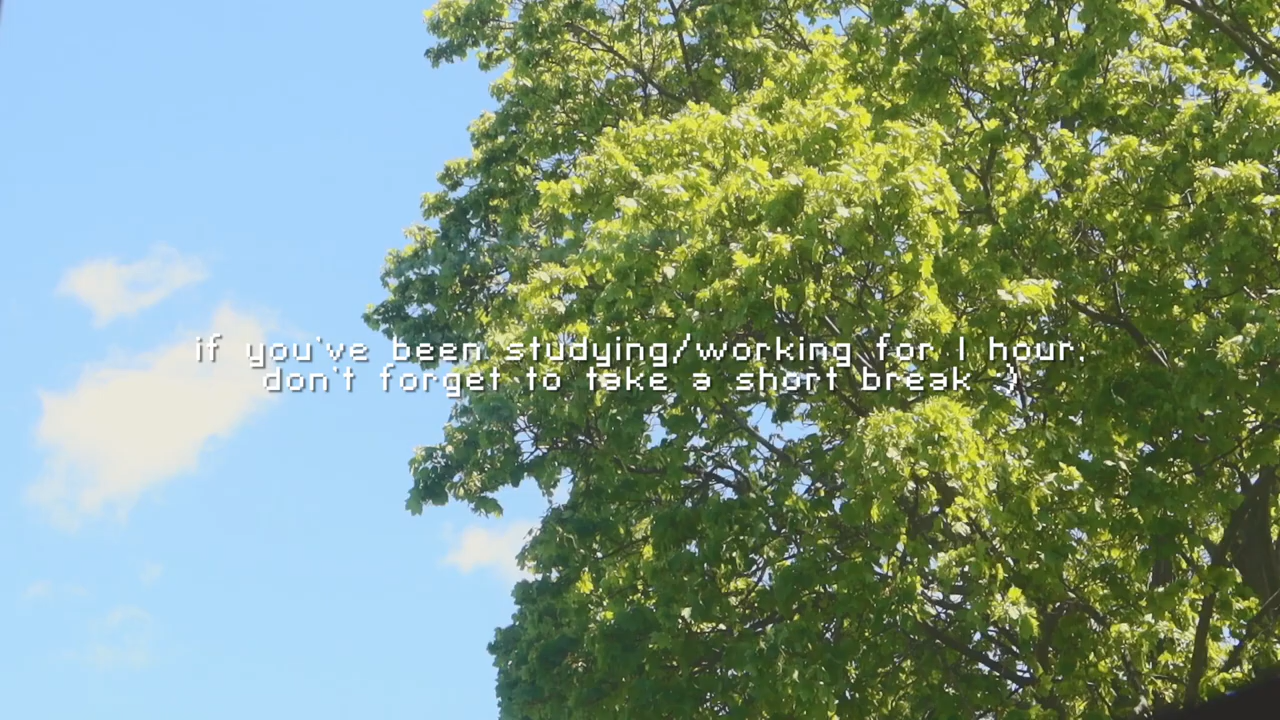 if you've been studying/working for 1 hour,
don't forget to take a short break :)